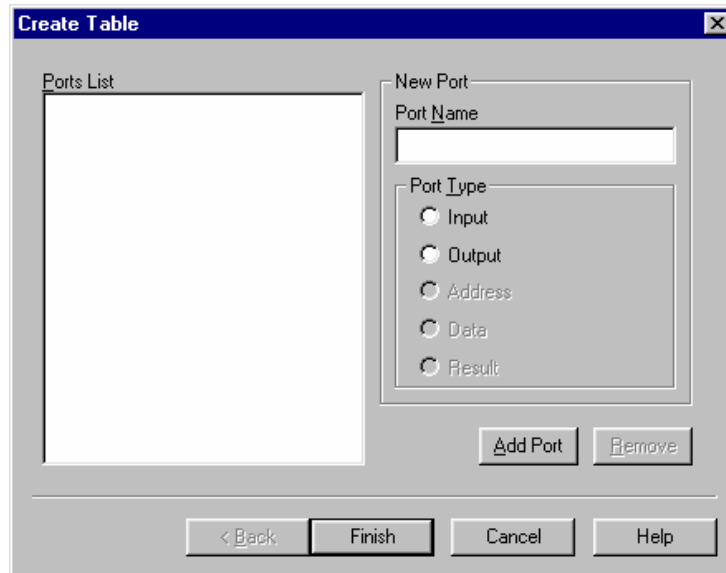 Create Table
Ports List
New Port
Port Name
Port Type
Input
Output
Address
Data
Result
Add Port
Remove
< Back
Finish
Cancel
Help